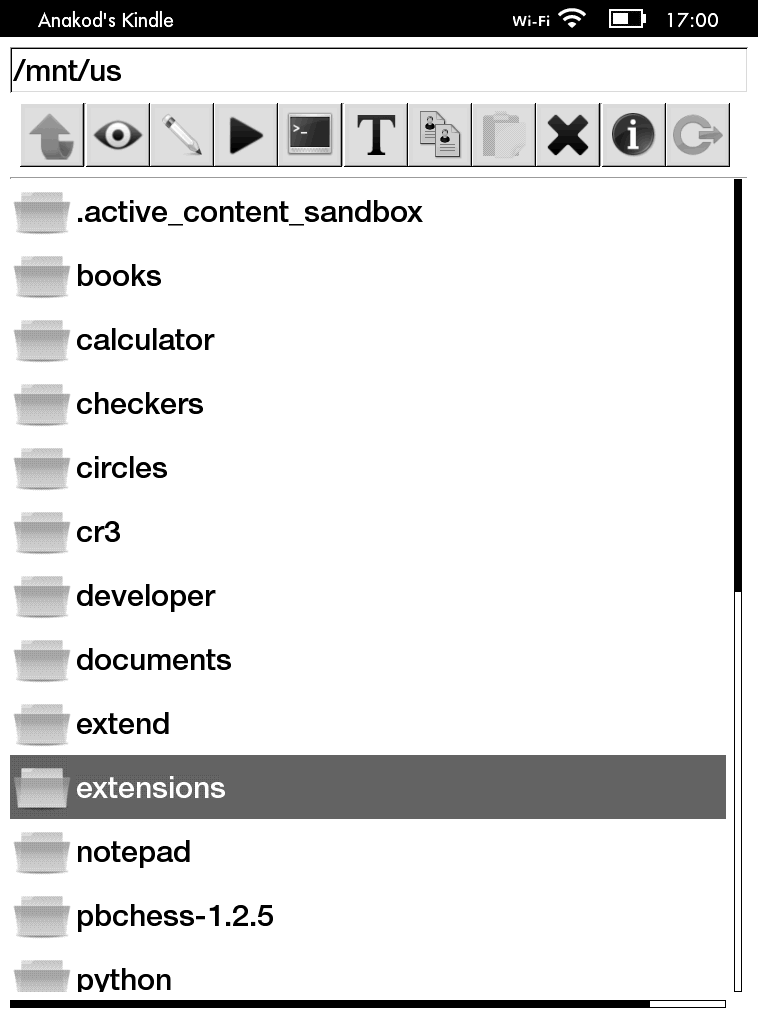 Anakod's Kindle Wi-Fi 17:00
/mnt/us
>_ T i
.active_content_sandbox
books
calculator
checkers
circles
cr3
developer
documents
extend
extensions
notepad
pbchess-1.2.5
python